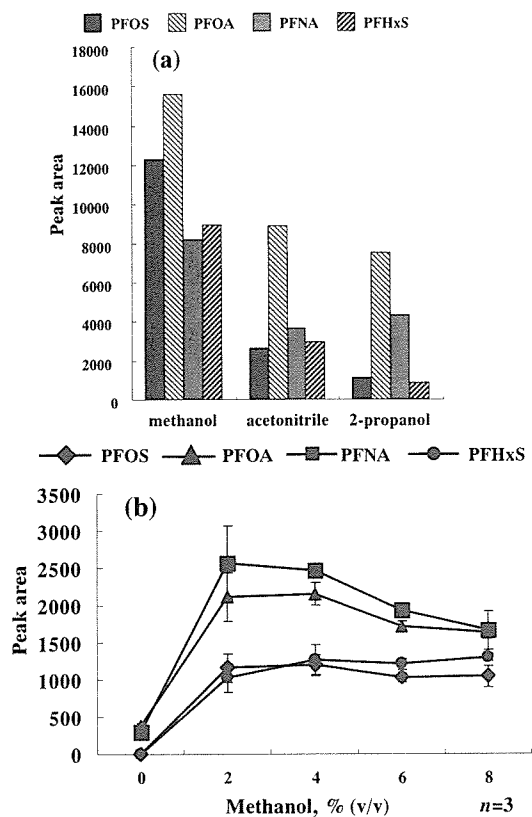 PFOS PFOA PFNA PFHxS
(a)
18000
16000
14000
12000
10000
8000
6000
4000
2000
0
Peak area
methanol acetonitrile 2-propanol
PFOS PFOA PFNA PFHxS
(b)
3500
3000
2500
2000
1500
1000
500
0
Peak area
0 2 4 6 8
Methanol, % (v/v) n=3